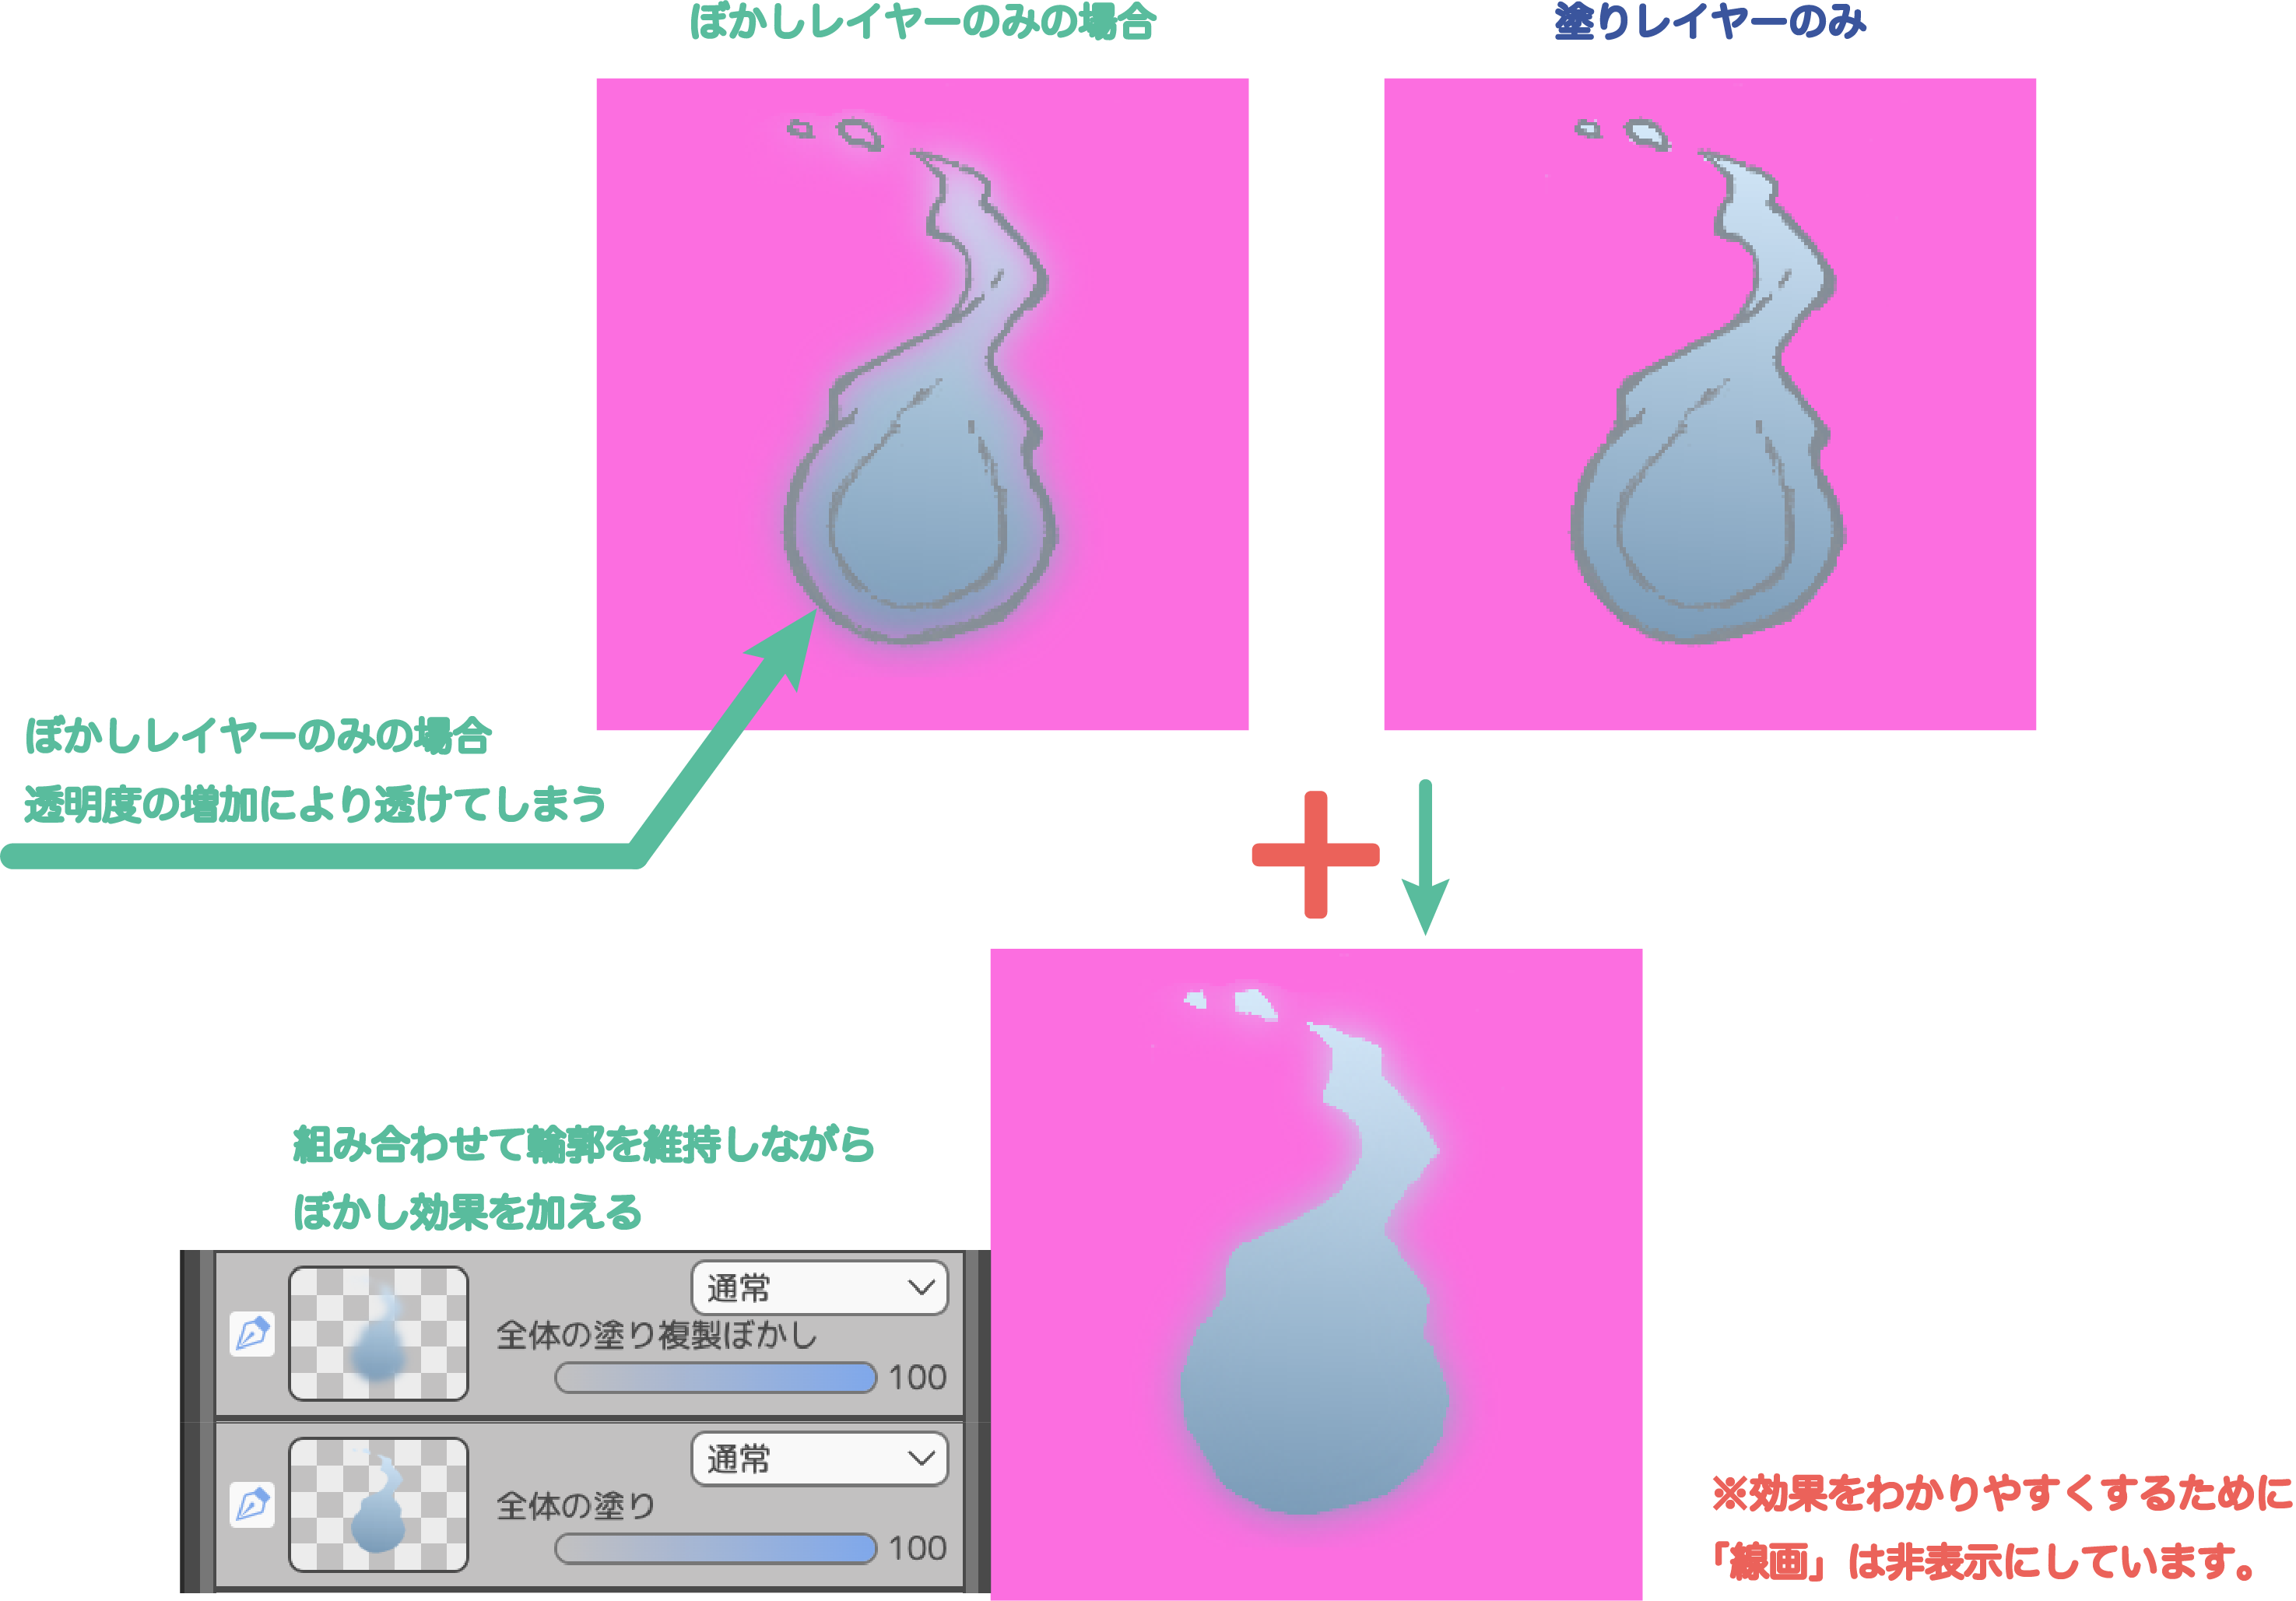 ぼかしレイヤーのみの場合
塗りレイヤーのみ
ぼかしレイヤーのみの場合
透明度の増加により透けてしまう
組み合わせて輪郭を維持しながら
ぼかし効果を加える
通常
全体の塗り複製ぼかし
100
通常
全体の塗り
100
※効果をわかりやすくするために
「線画」は非表示にしています。